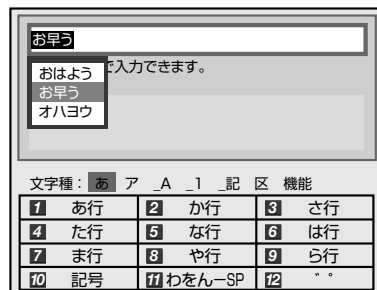 お早う
で入力できます。
おはよう
お早う
オハヨウ
文字種： あ ア _A _1 _記 区 機能
1 あ行 2 か行 3 さ行
4 た行 5 な行 6 は行
7 ま行 8 や行 9 ら行
10 記号 11 わをんーSP 12 ゛゜